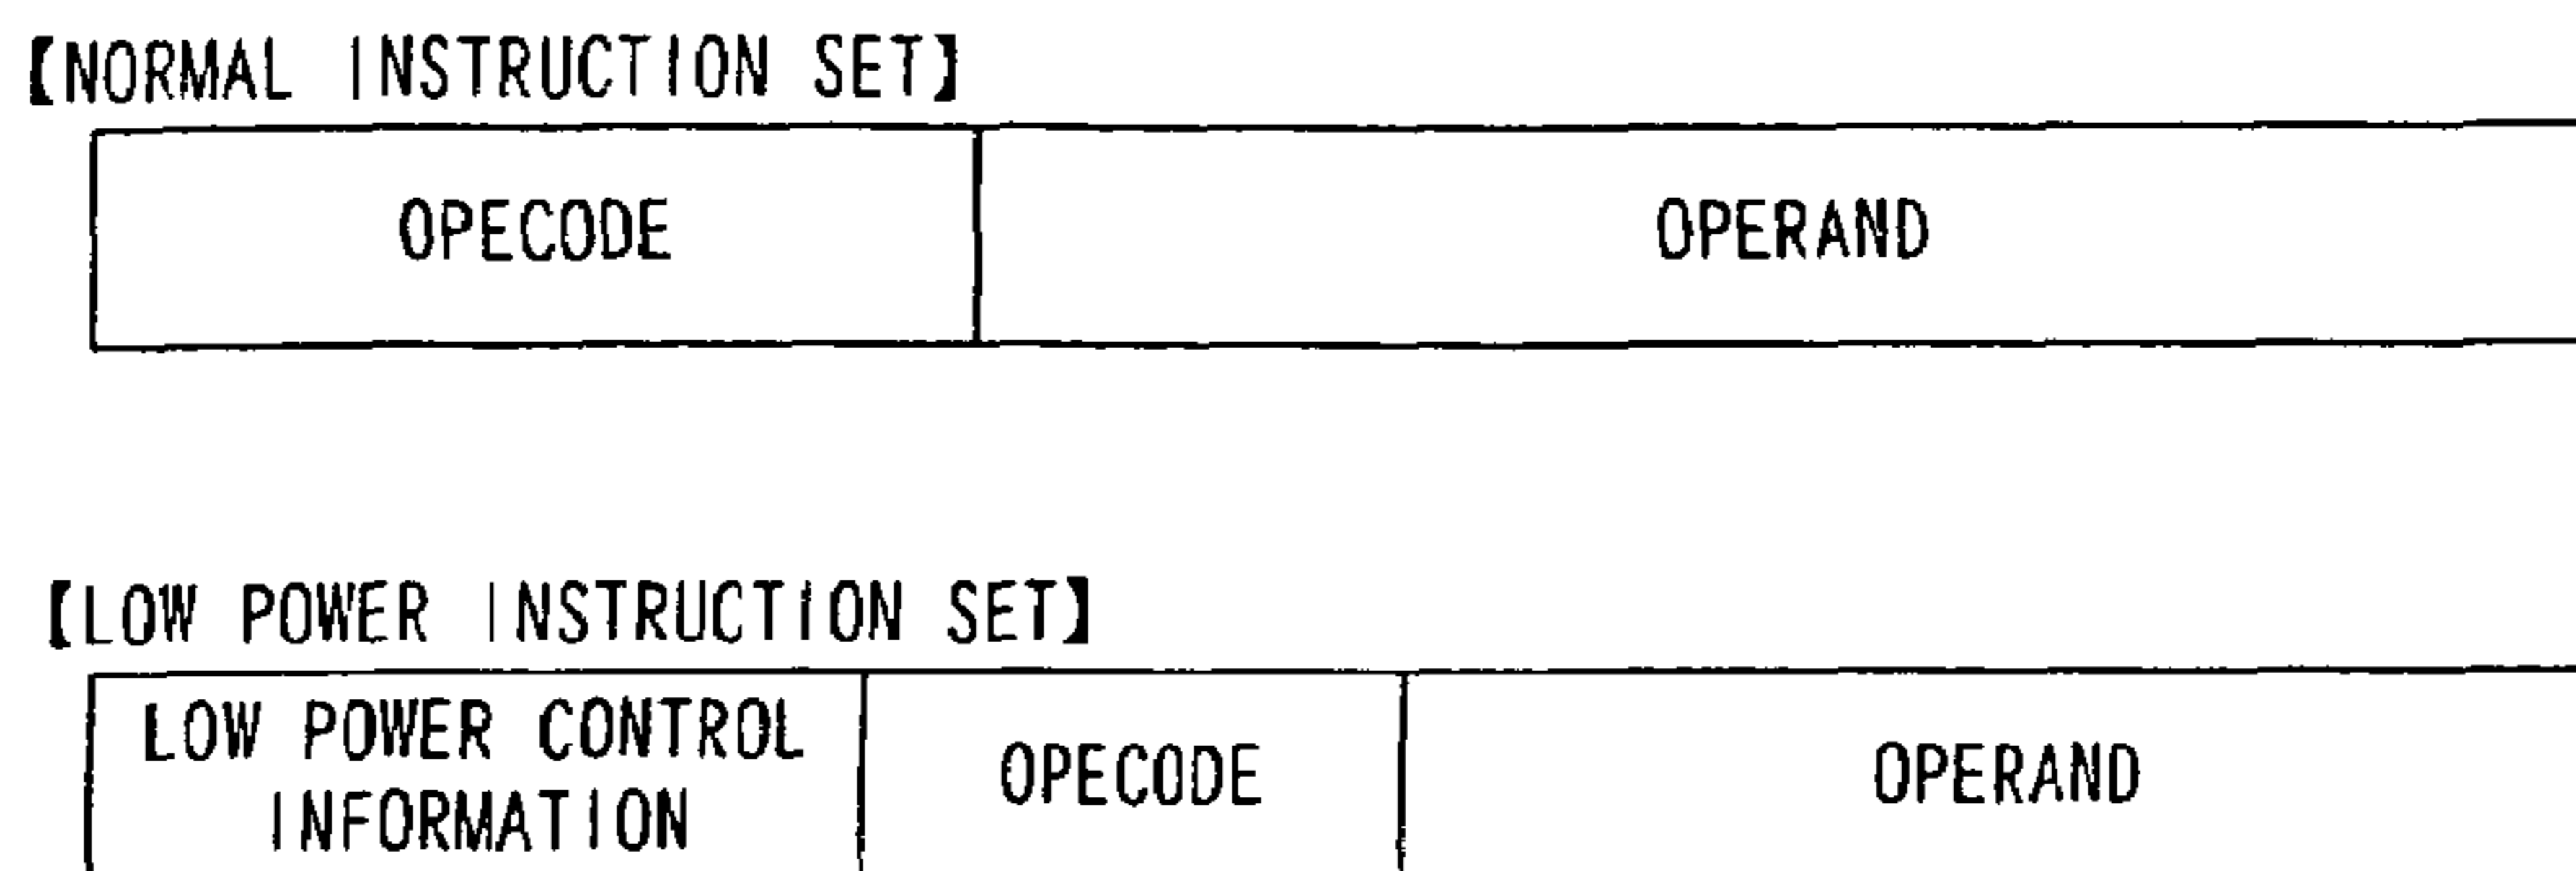 【NORMAL INSTRUCTION SET】
OPECODE OPERAND
【LOW POWER INSTRUCTION SET】
LOW POWER CONTROL
INFORMATION
OPECODE OPERAND